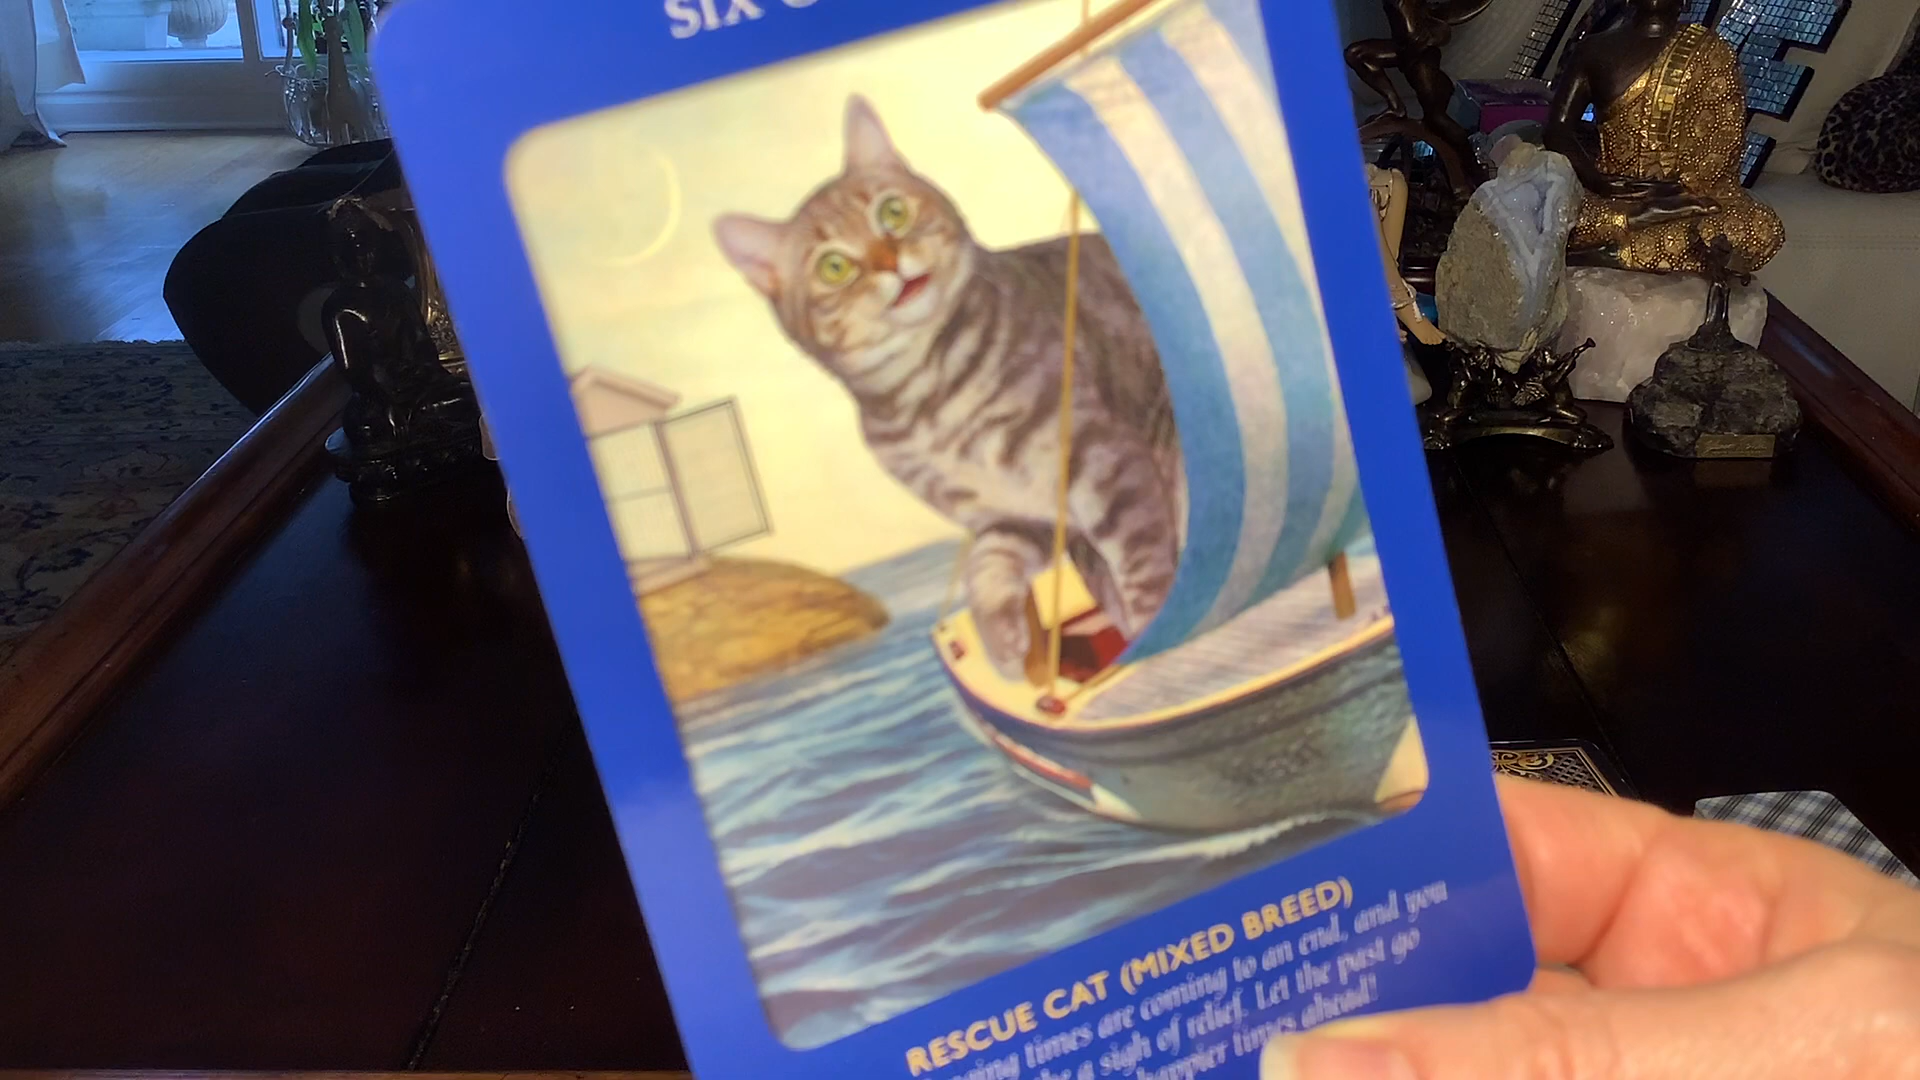 SIX
RESCUE CAT (MIXED BREED)
times are coming to an end, and you
a sigh of relief. Let the past go
happier times ahead!